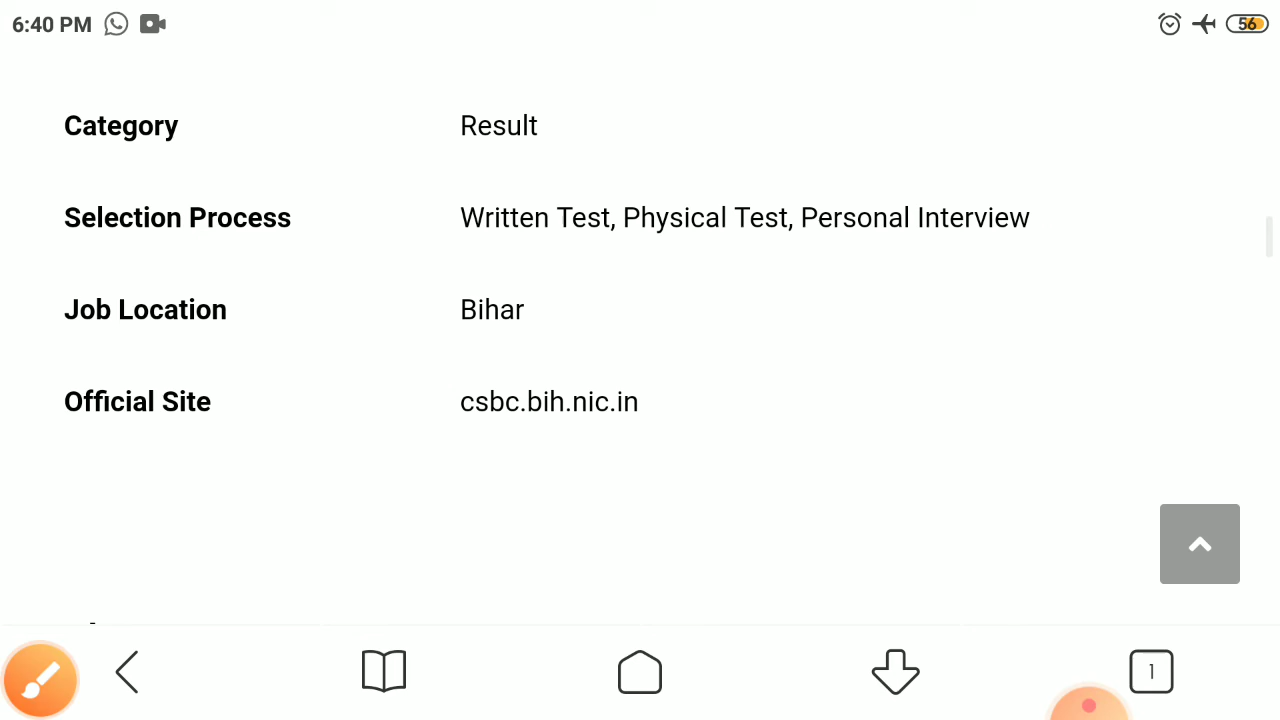 6:40 PM 56
Category Result
Selection Process Written Test, Physical Test, Personal Interview
Job Location Bihar
Official Site csbc.bih.nic.in
1